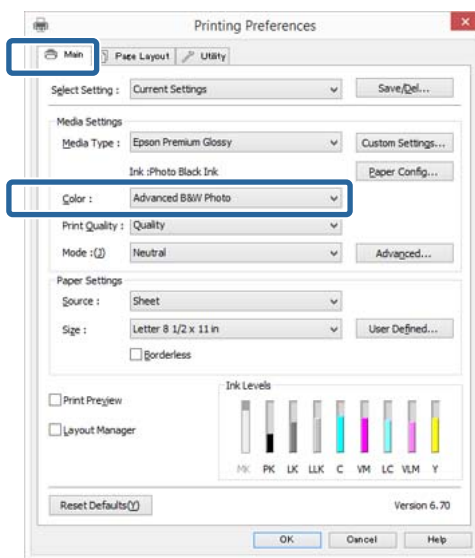 Printing Preferences
Main Page Layout Utility
Select Setting : Current Settings Save/Del...
Media Settings
Media Type : Epson Premium Glossy Custom Settings...
Ink :Photo Black Ink Paper Config...
Color : Advanced B&W Photo
Print Quality : Quality
Mode :(J) Neutral Advanced...
Paper Settings
Source : Sheet
Size : Letter 8 1/2 x 11 in User Defined...
Borderless
Print Preview
Ink Levels
Layout Manager
MK PK LK LLK C VM LC VLM Y
Reset Defaults(Y) Version 6.70
OK Cancel Help